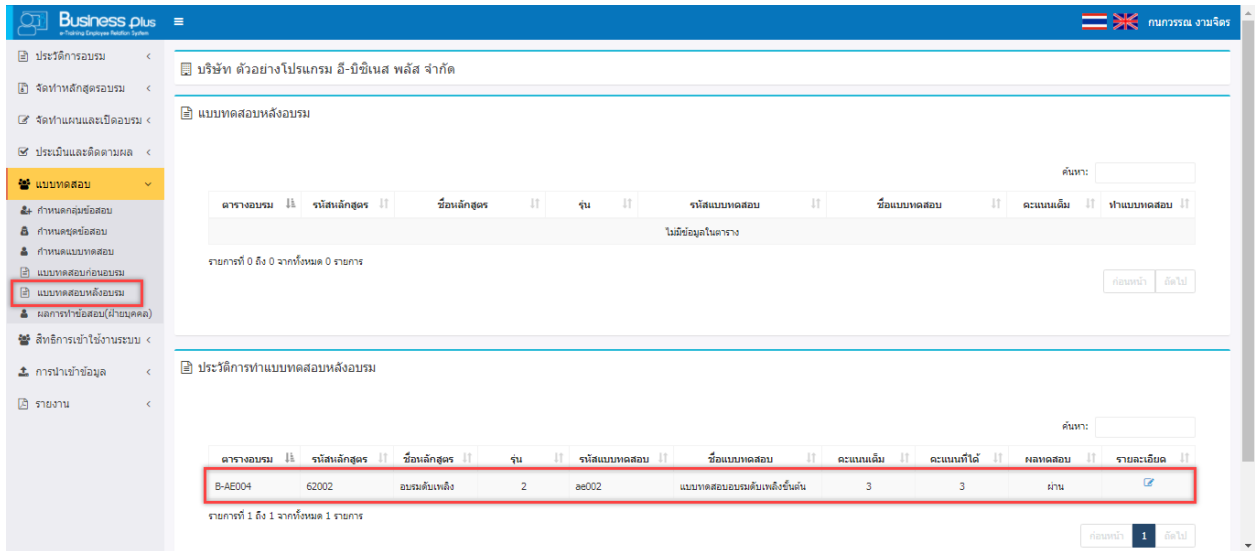 Business plus
e-Training Employee Relation System
กนกวรรณ งามจิตร
ประวัติการอบรม
จัดทำหลักสูตรอบรม
จัดทำแผนและเปิดอบรม
ประเมินและติดตามผล
แบบทดสอบ
กำหนดกลุ่มข้อสอบ
กำหนดชุดข้อสอบ
กำหนดแบบทดสอบ
แบบทดสอบก่อนอบรม
แบบทดสอบหลังอบรม
ผลการทำข้อสอบ(ฝ่ายบุคคล)
สิทธิการเข้าใช้งานระบบ
การนำเข้าข้อมูล
รายงาน
บริษัท ตัวอย่างโปรแกรม อี-บิซิเนส พลัส จำกัด
แบบทดสอบหลังอบรม
ค้นหา:
ตารางอบรม รหัสหลักสูตร ชื่อหลักสูตร รุ่น รหัสแบบทดสอบ ชื่อแบบทดสอบ คะแนนเต็ม ทำแบบทดสอบ
ไม่มีข้อมูลในตาราง
รายการที่ 0 ถึง 0 จากทั้งหมด 0 รายการ
ก่อนหน้า ถัดไป
ประวัติการทำแบบทดสอบหลังอบรม
ค้นหา:
ตารางอบรม รหัสหลักสูตร ชื่อหลักสูตร รุ่น รหัสแบบทดสอบ ชื่อแบบทดสอบ คะแนนเต็ม คะแนนที่ได้ ผลทดสอบ รายละเอียด
B-AE004 62002 อบรมดับเพลิง 2 ae002 แบบทดสอบอบรมดับเพลิงขั้นต้น 3 3 ผ่าน
รายการที่ 1 ถึง 1 จากทั้งหมด 1 รายการ
ก่อนหน้า 1 ถัดไป